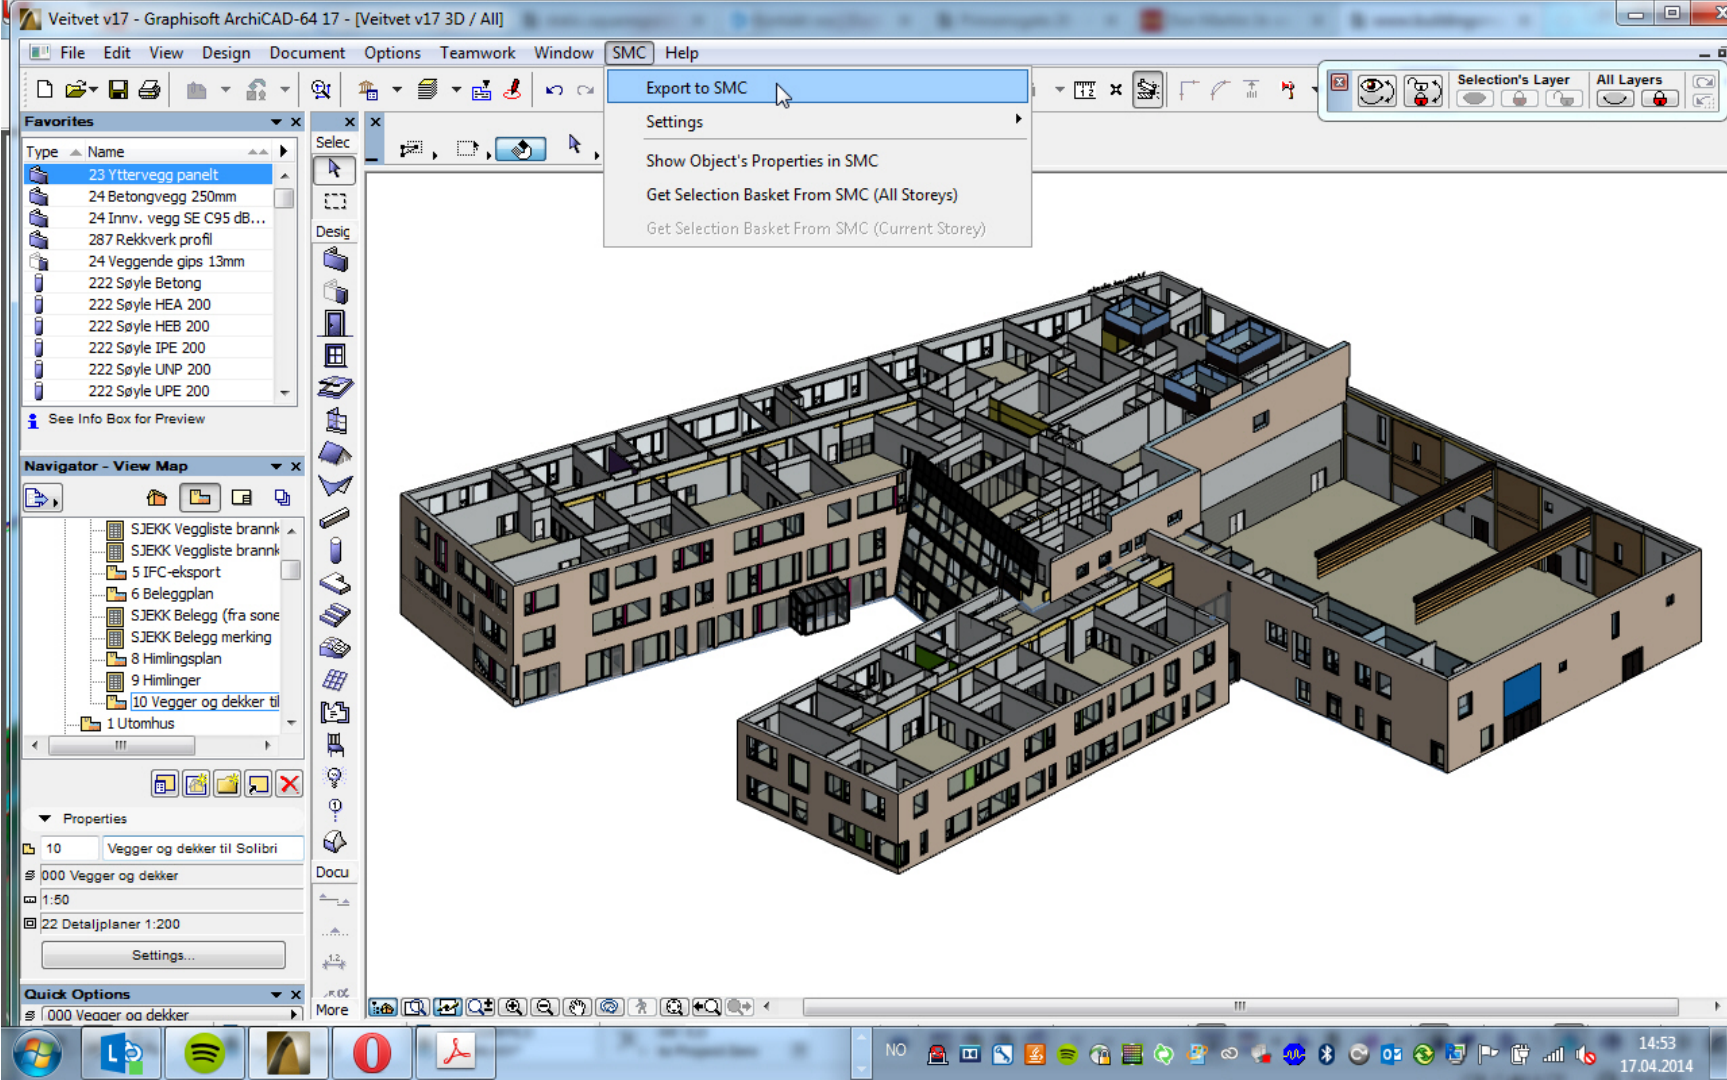 Veitvet v17 - Graphisoft ArchiCAD-64 17 - [Veitvet v17 3D / All]
File Edit View Design Document Options Teamwork Window SMC Help
Export to SMC
Settings
Show Object's Properties in SMC
Get Selection Basket From SMC (All Storeys)
Get Selection Basket From SMC (Current Storey)
Selection's Layer
All Layers
Favorites
Type Name
23 Yttervegg panelt
24 Betongvegg 250mm
24 Innv. vegg SE C95 dB...
287 Rekkverk profil
24 Veggende gips 13mm
222 Søyle Betong
222 Søyle HEA 200
222 Søyle HEB 200
222 Søyle IPE 200
222 Søyle UNP 200
222 Søyle UPE 200
See Info Box for Preview
Selec
Desig
Docu
More
Navigator - View Map
SJEKK Veggliste brannk
SJEKK Veggliste brannk
5 IFC-eksport
6 Beleggplan
SJEKK Belegg (fra sone
SJEKK Belegg merking
8 Himlingsplan
9 Himlinger
10 Vegger og dekker til
1 Utomhus
Properties
10 Vegger og dekker til Solibri
000 Vegger og dekker
1:50
22 Detaljplaner 1:200
Settings...
Quick Options
000 Vegger og dekker
NO
14:53
17.04.2014